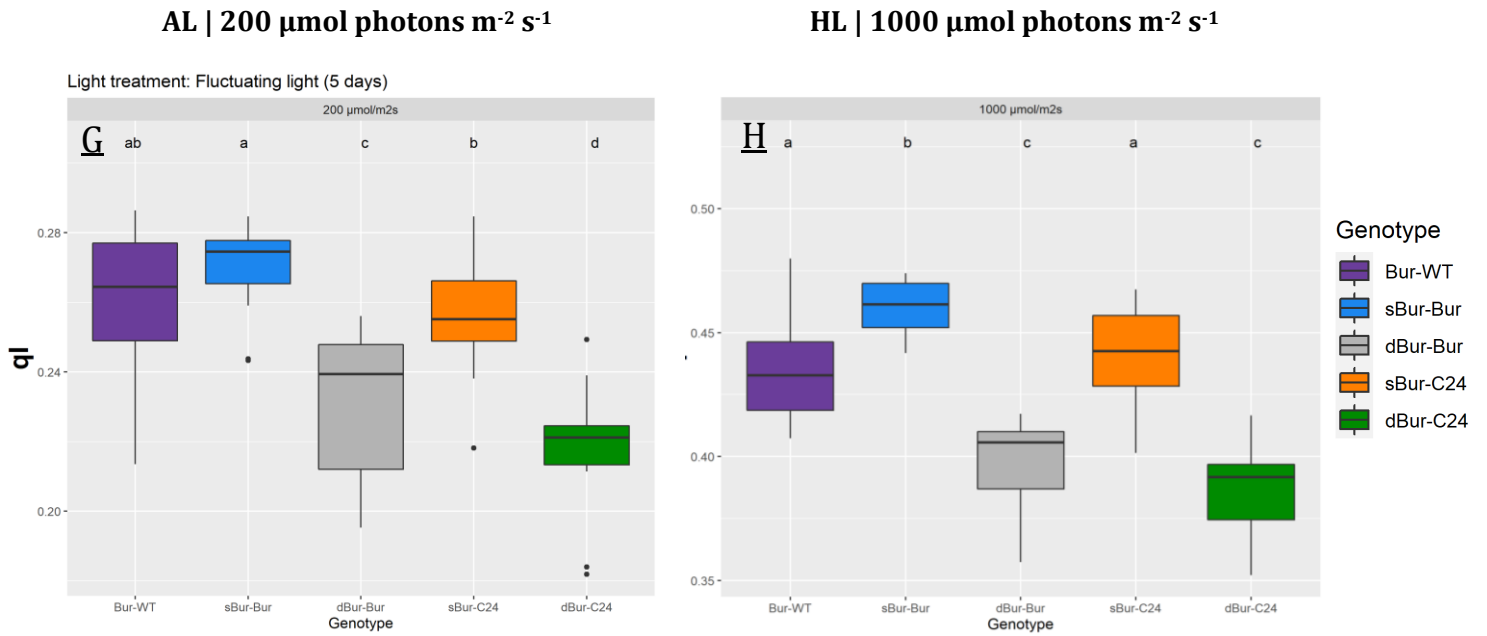 AL | 200 µmol photons m-2 s-1
HL | 1000 µmol photons m-2 s-1
Light treatment: Fluctuating light (5 days)
200 µmol/m2s
G
ab
a
c
b
d
0.28
0.24
0.20
ql
Bur-WT
sBur-Bur
dBur-Bur
sBur-C24
dBur-C24
Genotype
1000 µmol/m2s
H
a
b
c
a
c
0.50
0.45
0.40
0.35
Bur-WT
sBur-Bur
dBur-Bur
sBur-C24
dBur-C24
Genotype
Genotype
Bur-WT
sBur-Bur
dBur-Bur
sBur-C24
dBur-C24